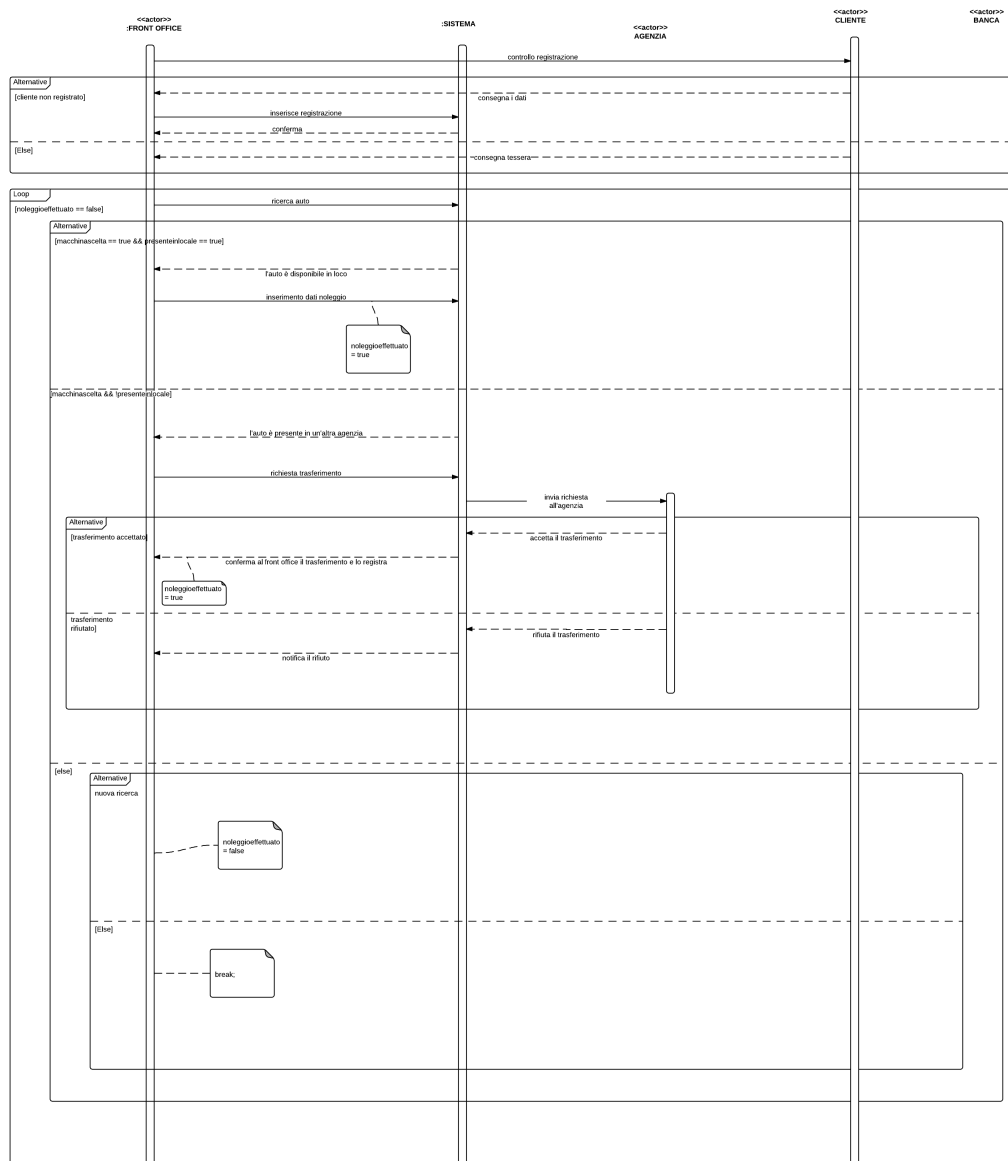 <<actor>>
:FRONT OFFICE
:SISTEMA
<<actor>>
AGENZIA
<<actor>>
CLIENTE
<<actor>>
BANCA
controllo registrazione
Alternative
[cliente non registrato]
consegna i dati
inserisce registrazione
conferma
[Else]
consegna tessera
Loop
[noleggioeffettuato == false]
ricerca auto
Alternative
[macchinascelta == true && presenteinlocale == true]
l'auto è disponibile in loco
inserimento dati noleggio
noleggioeffettuato
= true
[macchinascelta && !presenteinlocale]
l'auto è presente in un'altra agenzia
richiesta trasferimento
invia richiesta
all'agenzia
Alternative
[trasferimento accettato]
accetta il trasferimento
conferma al front office il trasferimento e lo registra
noleggioeffettuato
= true
trasferimento
rifiutato]
rifiuta il trasferimento
notifica il rifiuto
[else]
Alternative
nuova ricerca
noleggioeffettuato
= false
[Else]
break;